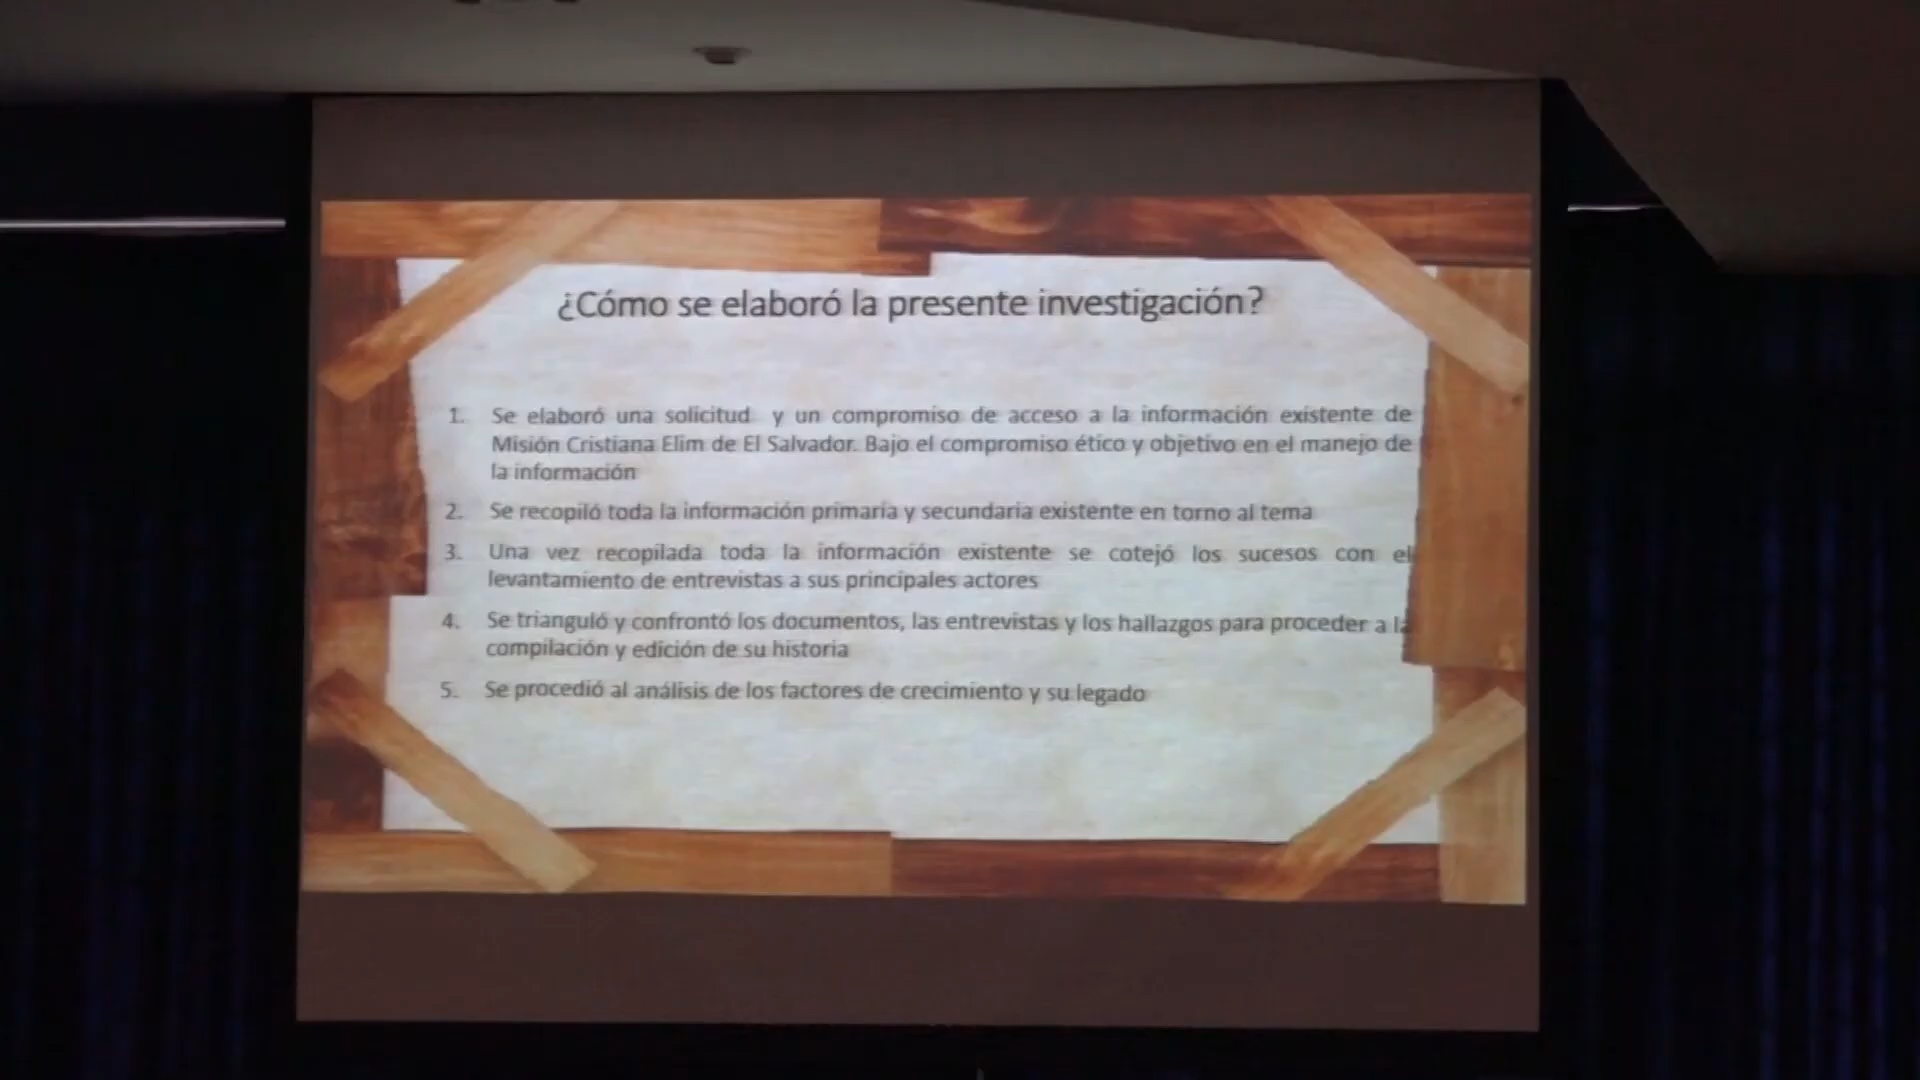 ¿Cómo se elaboró la presente investigación?
1. Se elaboró una solicitud y un compromiso de acceso a la información existente de
Misión Cristiana Elim de El Salvador. Bajo el compromiso ético y objetivo en el manejo de
la información
2. Se recopiló toda la información primaria y secundaria existente en torno al tema
3. Una vez recopilada toda la información existente se cotejó los sucesos con el
levantamiento de entrevistas a sus principales actores
4. Se trianguló y confrontó los documentos, las entrevistas y los hallazgos para proceder a la
compilación y edición de su historia
5. Se procedió al análisis de los factores de crecimiento y su legado